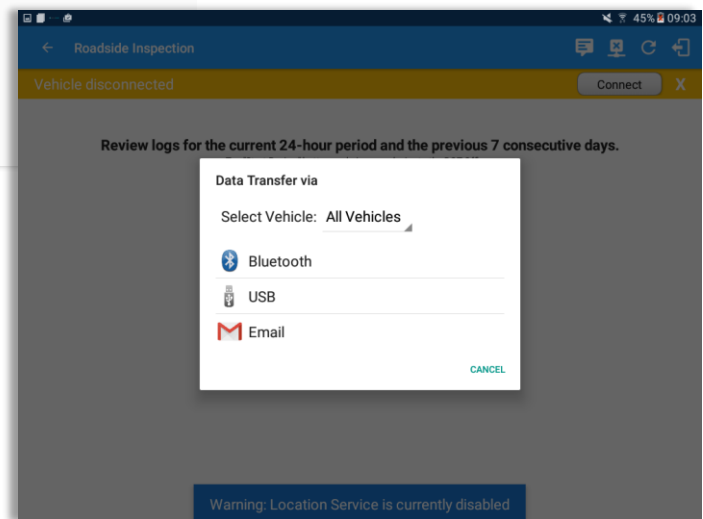 45% 09:03
Roadside Inspection
Vehicle disconnected
Connect X
Review logs for the current 24-hour period and the previous 7 consecutive days.
Data Transfer via
Select Vehicle: All Vehicles
Bluetooth
USB
Email
CANCEL
Warning: Location Service is currently disabled